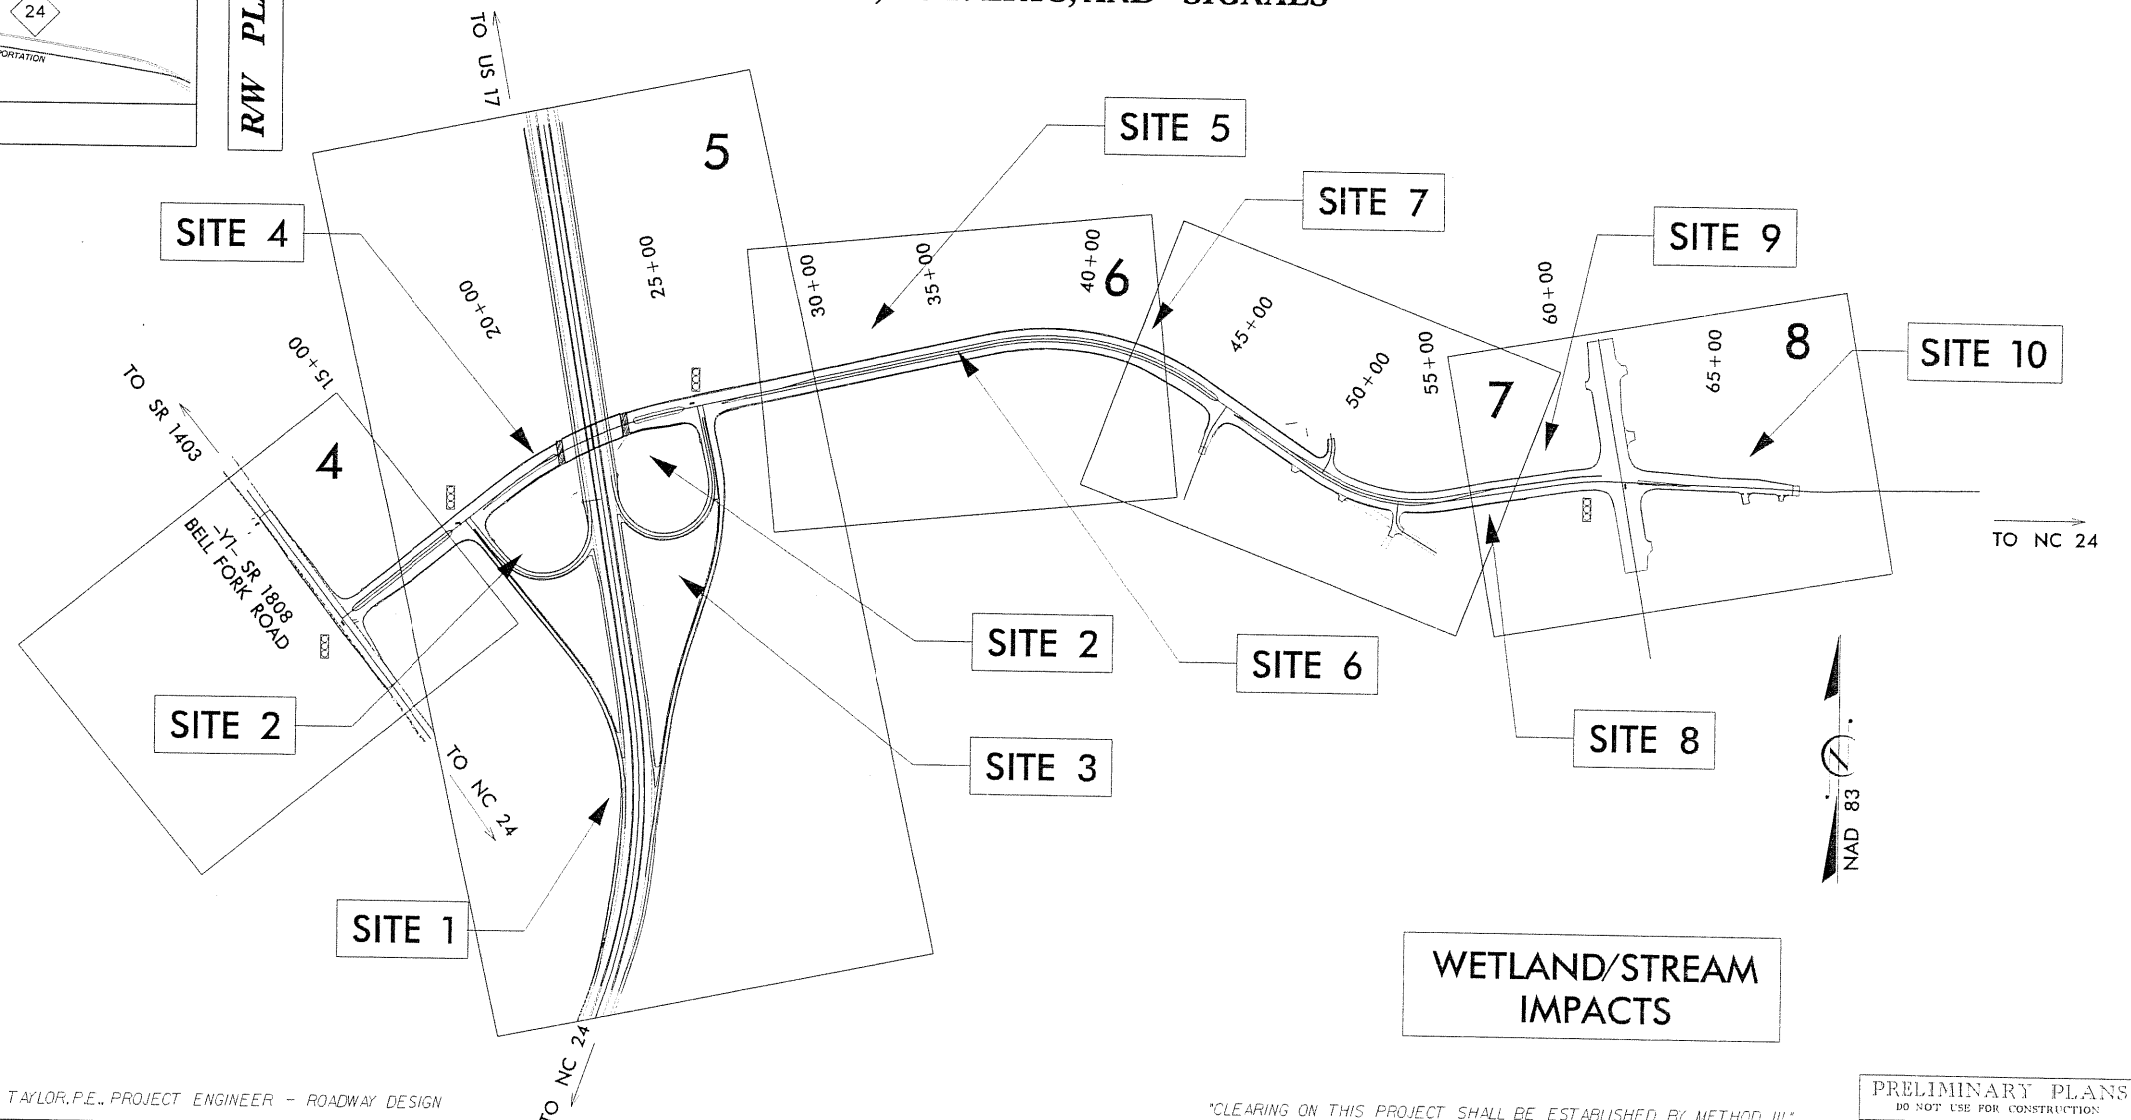 24
PORTATION
R/W PL
AND SIGNALS
TO US 17
5
SITE 5
SITE 7
SITE 4
SITE 9
25+00
20+00
30+00
35+00
40+00
6
45+00
60+00
15+00
50+00
55+00
65+00
8
SITE 10
7
TO SR 1403
4
-Y1- SR 1808
BELL FORK ROAD
TO NC 24
SITE 2
SITE 6
SITE 2
SITE 8
SITE 3
TO NC 24
NAD 83
SITE 1
WETLAND/STREAM
IMPACTS
TO NC 24
TAYLOR, P.E., PROJECT ENGINEER - ROADWAY DESIGN
"CLEARING ON THIS PROJECT SHALL BE ESTABLISHED BY METHOD III."
PRELIMINARY PLANS
DO NOT USE FOR CONSTRUCTION